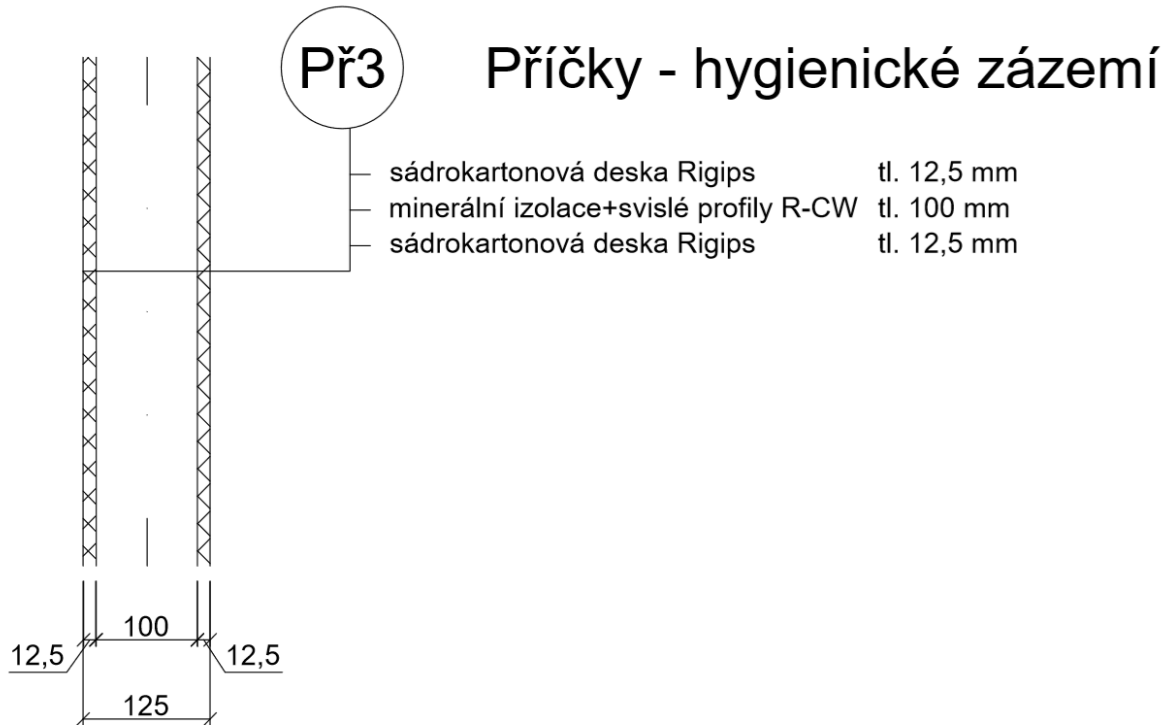 Př3 Příčky - hygienické zázemí
sádrokartonová deska Rigips tl. 12,5 mm
minerální izolace+svislé profily R-CW tl. 100 mm
sádrokartonová deska Rigips tl. 12,5 mm
100
12,5 12,5
125